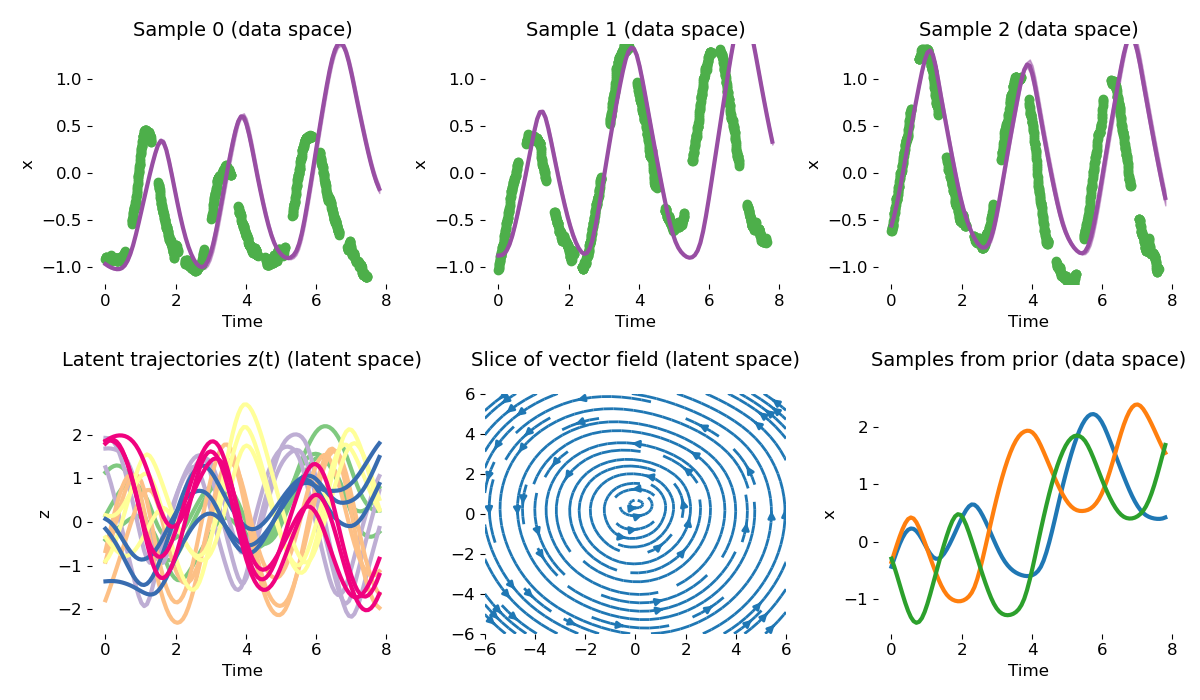 Sample 0 (data space)
Sample 1 (data space)
Sample 2 (data space)
x
1.0
0.5
0.0
−0.5
−1.0
0 2 4 6 8
Time
x
1.0
0.5
0.0
−0.5
−1.0
0 2 4 6 8
Time
x
1.0
0.5
0.0
−0.5
−1.0
0 2 4 6 8
Time
Latent trajectories z(t) (latent space)
Slice of vector field (latent space)
Samples from prior (data space)
z
2
1
0
−1
−2
0 2 4 6 8
Time
6
4
2
0
−2
−4
−6
−6 −4 −2 0 2 4 6
x
2
1
0
−1
0 2 4 6 8
Time